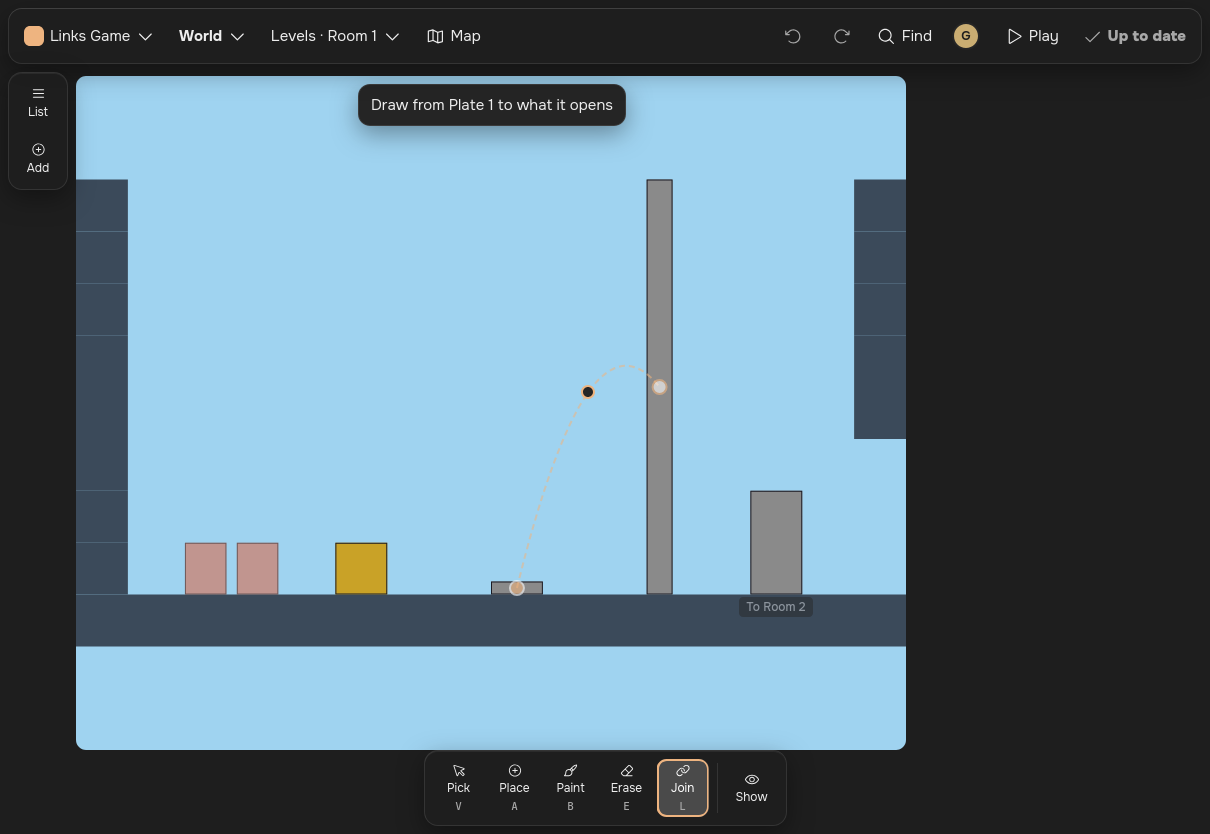 Links Game
World
Levels · Room 1
Map
Find
G
Play
Up to date
List
Add
Draw from Plate 1 to what it opens
To Room 2
Pick
V
Place
A
Paint
B
Erase
E
Join
L
Show